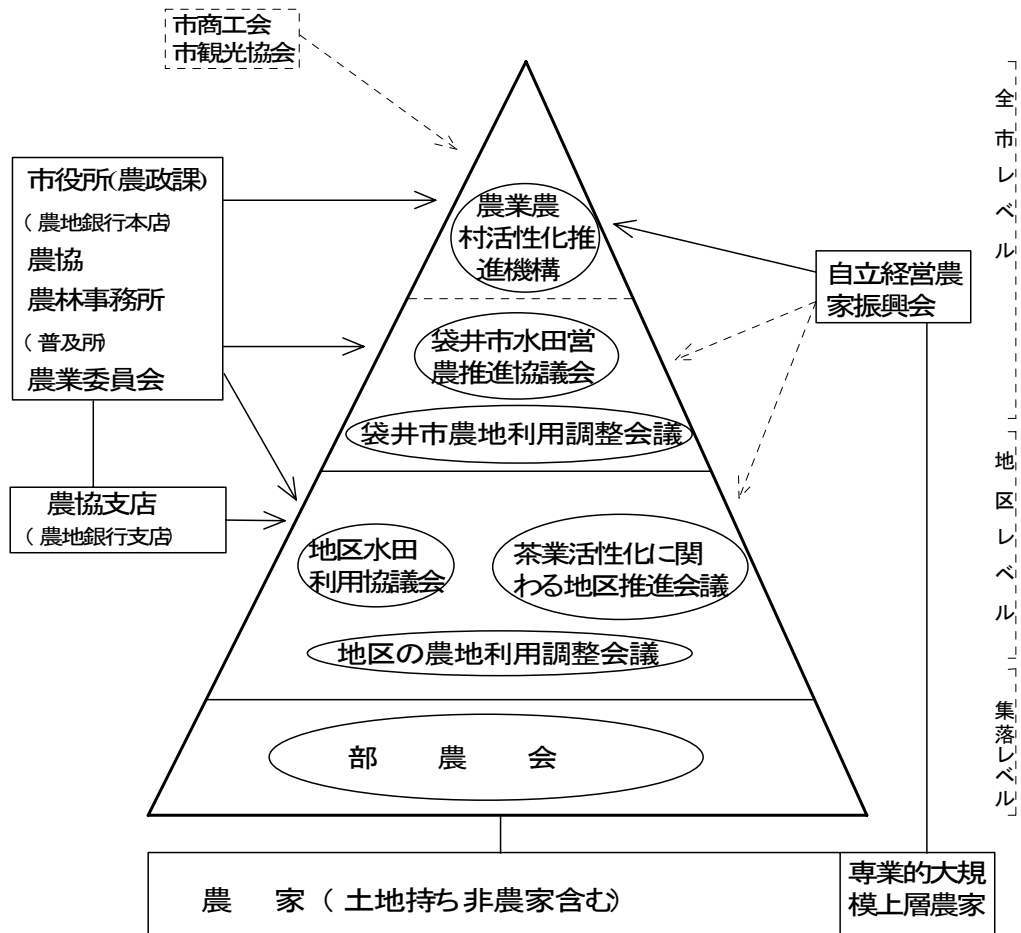 市商工会
市観光協会
全市レベル
市役所(農政課)
(農地銀行本店)
農協
農林事務所
(普及所)
農業委員会
農業農
村活性化推
進機構
自立経営農
家振興会
袋井市水田営
農推進協議会
袋井市農地利用調整会議
地区レベル
農協支店
(農地銀行支店)
地区水田
利用協議会
茶業活性化に関
わる地区推進会議
地区の農地利用調整会議
集落レベル
部農会
農家(土地持ち非農家含む)
専業的大規
模上層農家